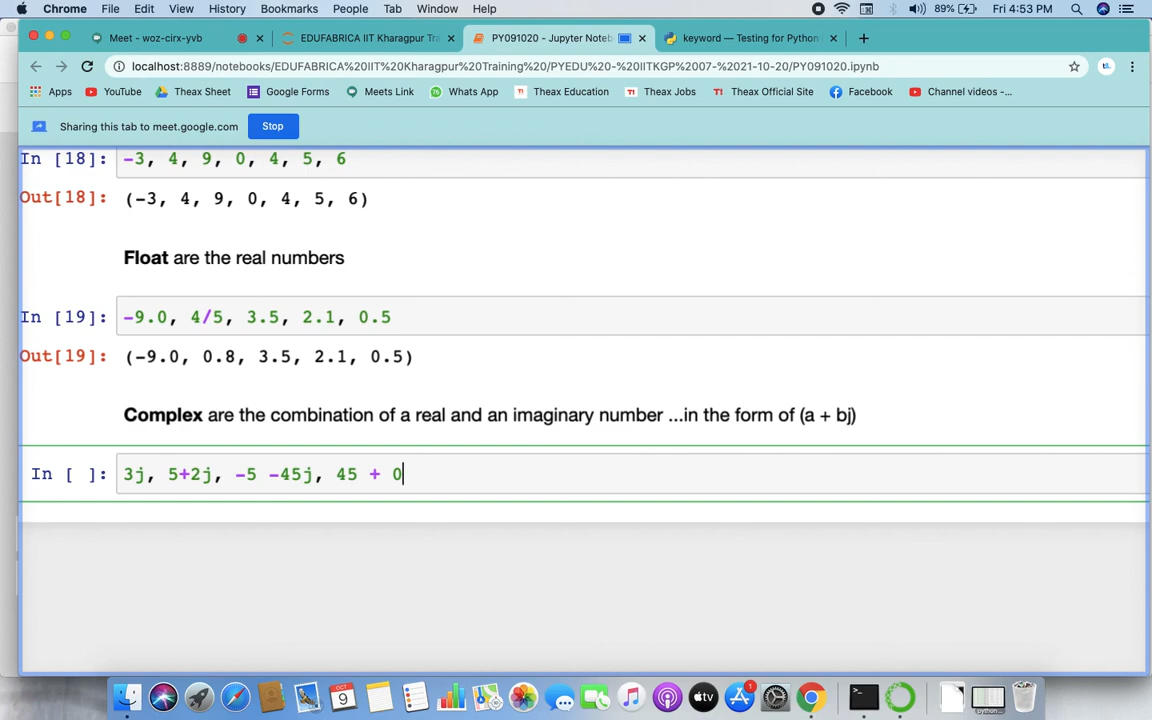 Chrome File Edit View History Bookmarks People Tab Window Help 89% Fri 4:53 PM
Meet - woz-cirx-yvb EDUFABRICA IIT Kharagpur Tra PY091020 - Jupyter Noteb keyword — Testing for Python
localhost:8889/notebooks/EDUFABRICA%20IIT%20Kharagpur%20Training%20/PYEDU%20-%20IITKGP%2007-%2021-10-20/PY091020.ipynb
Apps YouTube Theax Sheet Google Forms Meets Link Whats App Theax Education Theax Jobs Theax Official Site Facebook Channel videos -...
Sharing this tab to meet.google.com Stop
In [18]: -3, 4, 9, 0, 4, 5, 6
Out[18]: (-3, 4, 9, 0, 4, 5, 6)
Float are the real numbers
In [19]: -9.0, 4/5, 3.5, 2.1, 0.5
Out[19]: (-9.0, 0.8, 3.5, 2.1, 0.5)
Complex are the combination of a real and an imaginary number ...in the form of (a + bj)
In [ ]: 3j, 5+2j, -5 -45j, 45 + 0